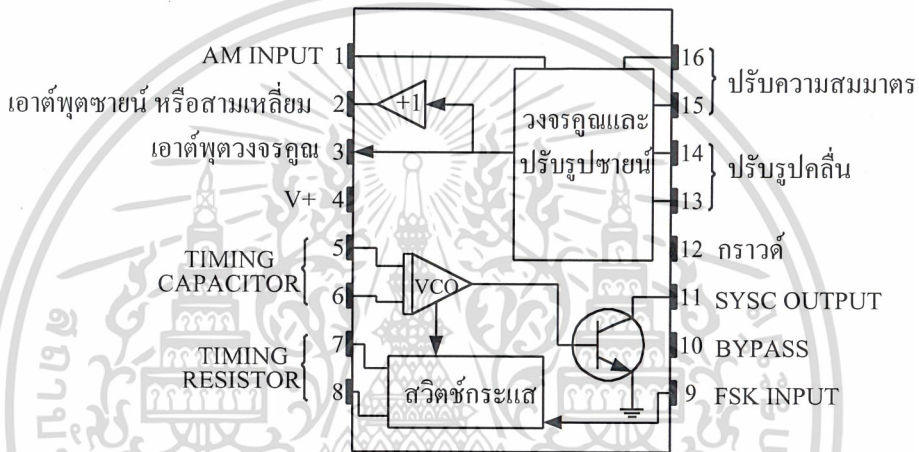 AM INPUT 1
เอาต์พุตซายน์ หรือสามเหลี่ยม 2
เอาต์พุตวงจรคูณ 3
V+ 4
TIMING
CAPACITOR
5
6
TIMING
RESISTOR
7
8
+1
วงจรคูณและ
ปรับรูปซายน์
VCO
สวิตช์กระแส
16
15
ปรับความสมมาตร
14
13
ปรับรูปคลื่น
12 กราวด์
11 SYSC OUTPUT
10 BYPASS
9 FSK INPUT